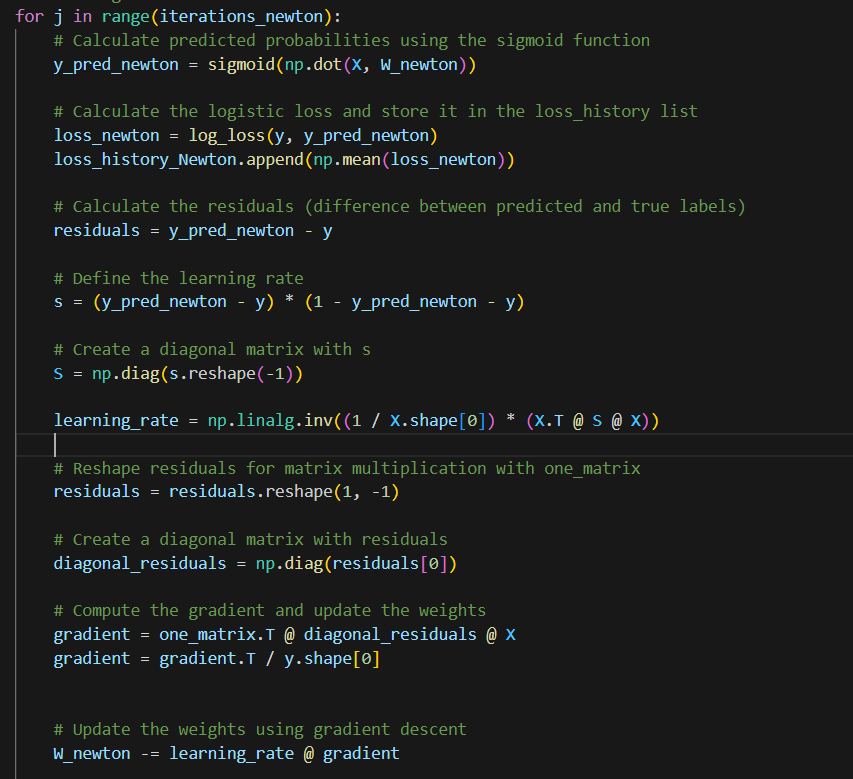 for j in range(iterations_newton):
# Calculate predicted probabilities using the sigmoid function
y_pred_newton = sigmoid(np.dot(X, W_newton))
# Calculate the logistic loss and store it in the loss_history list
loss_newton = log_loss(y, y_pred_newton)
loss_history_Newton.append(np.mean(loss_newton))
# Calculate the residuals (difference between predicted and true labels)
residuals = y_pred_newton - y
# Define the learning rate
s = (y_pred_newton - y) * (1 - y_pred_newton - y)
# Create a diagonal matrix with s
S = np.diag(s.reshape(-1))
learning_rate = np.linalg.inv((1 / X.shape[0]) * (X.T @ S @ X))
# Reshape residuals for matrix multiplication with one_matrix
residuals = residuals.reshape(1, -1)
# Create a diagonal matrix with residuals
diagonal_residuals = np.diag(residuals[0])
# Compute the gradient and update the weights
gradient = one_matrix.T @ diagonal_residuals @ X
gradient = gradient.T / y.shape[0]
# Update the weights using gradient descent
W_newton -= learning_rate @ gradient